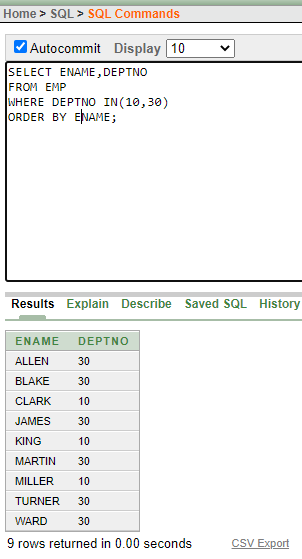 Home > SQL > SQL Commands
Autocommit Display 10
SELECT ENAME,DEPTNO
FROM EMP
WHERE DEPTNO IN(10,30)
ORDER BY ENAME;
Results Explain Describe Saved SQL History
ENAME DEPTNO
ALLEN 30
BLAKE 30
CLARK 10
JAMES 30
KING 10
MARTIN 30
MILLER 10
TURNER 30
WARD 30
9 rows returned in 0.00 seconds CSV Export